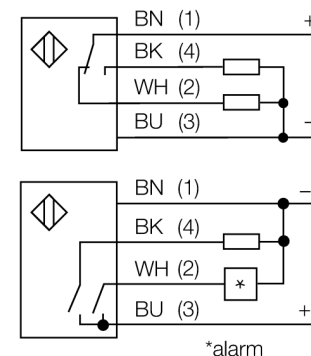 BN (1) +
BK (4)
WH (2)
BU (3) –
BN (1) –
BK (4)
WH (2) *
BU (3) +
*alarm